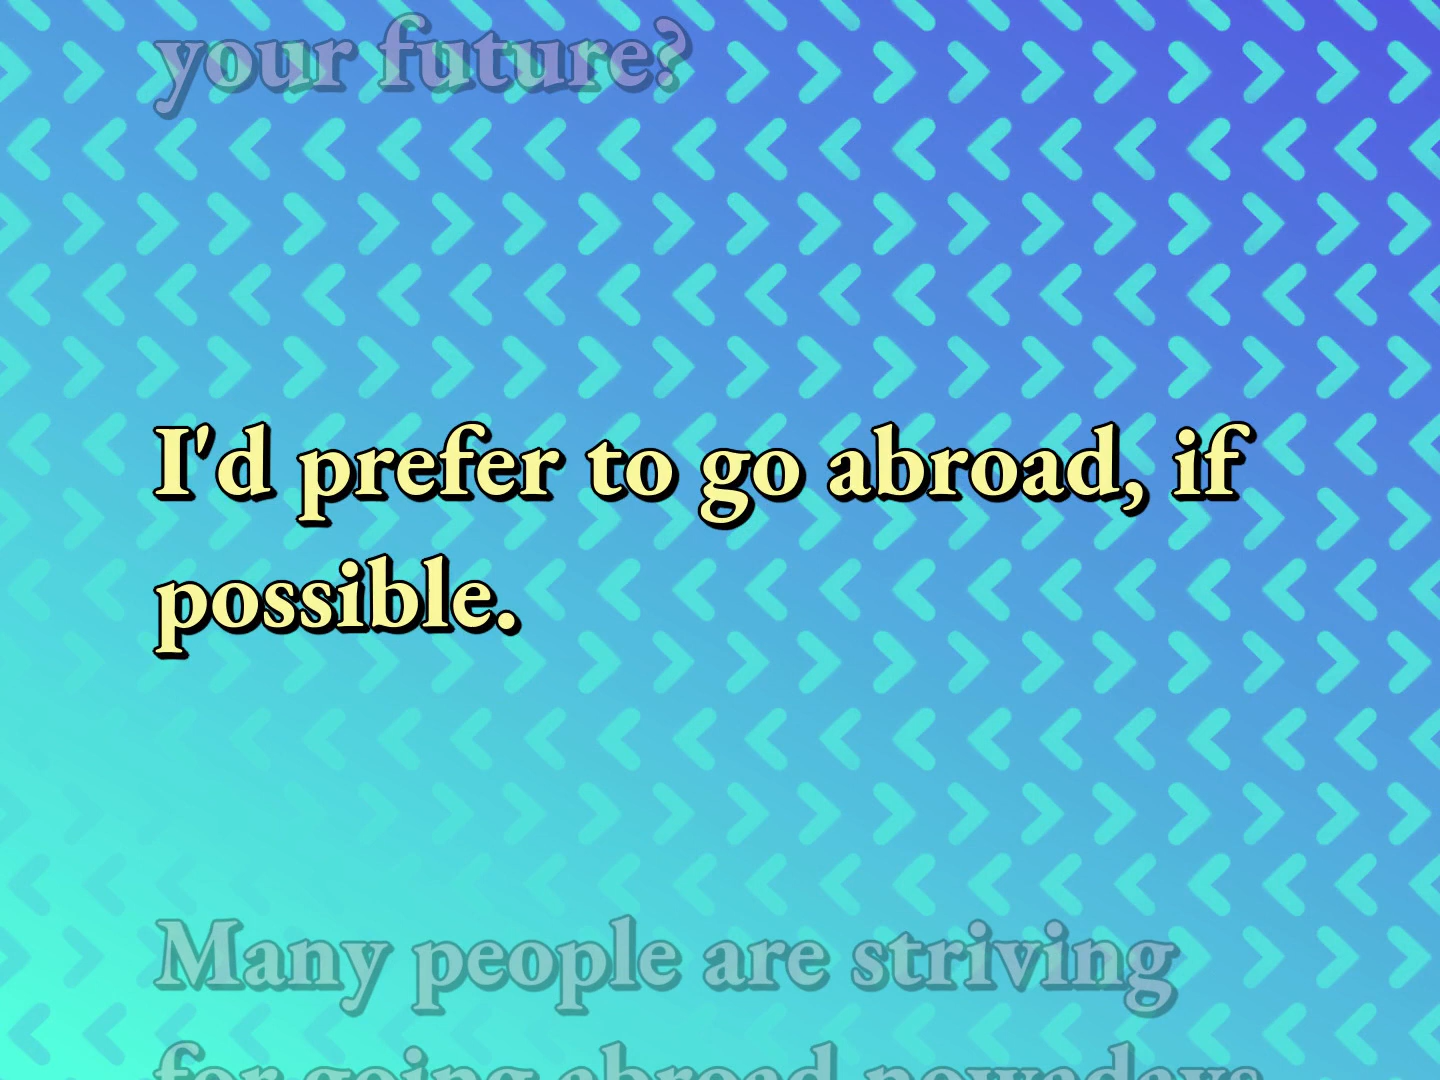 your future?
I'd prefer to go abroad, if
possible.
Many people are striving
for going abroad nowadays